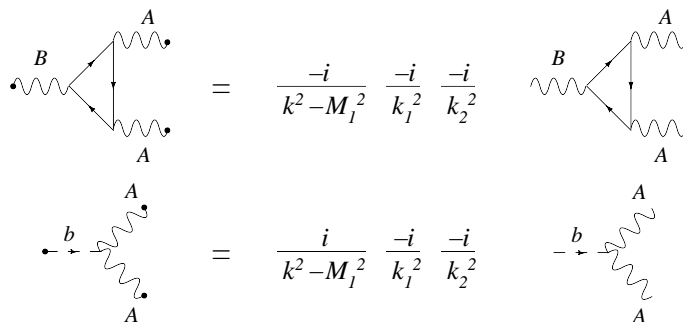 A A
B = −i/(k² − M₁²) −i/k₁² −i/k₂² B
A A
A A
b = i/(k² − M₁²) −i/k₁² −i/k₂² b
A A